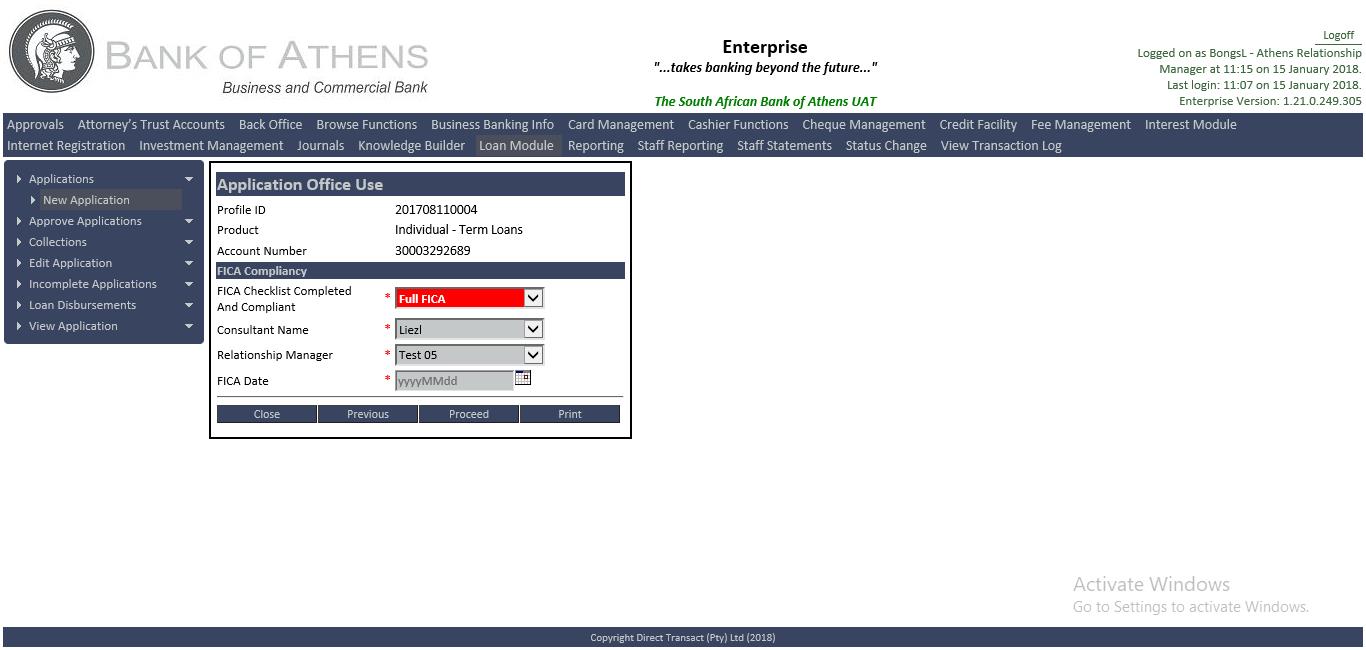 BANK OF ATHENS
Business and Commercial Bank
Enterprise
"...takes banking beyond the future..."
The South African Bank of Athens UAT
Logoff
Logged on as BongsL - Athens Relationship
Manager at 11:15 on 15 January 2018.
Last login: 11:07 on 15 January 2018.
Enterprise Version: 1.21.0.249.305
Approvals Attorney's Trust Accounts Back Office Browse Functions Business Banking Info Card Management Cashier Functions Cheque Management Credit Facility Fee Management Interest Module
Internet Registration Investment Management Journals Knowledge Builder Loan Module Reporting Staff Reporting Staff Statements Status Change View Transaction Log
Applications
New Application
Approve Applications
Collections
Edit Application
Incomplete Applications
Loan Disbursements
View Application
Application Office Use
Profile ID 201708110004
Product Individual - Term Loans
Account Number 30003292689
FICA Compliancy
FICA Checklist Completed
And Compliant * Full FICA
Consultant Name * Liezl
Relationship Manager * Test 05
FICA Date * yyyyMMdd
Close Previous Proceed Print
Activate Windows
Go to Settings to activate Windows.
Copyright Direct Transact (Pty) Ltd (2018)